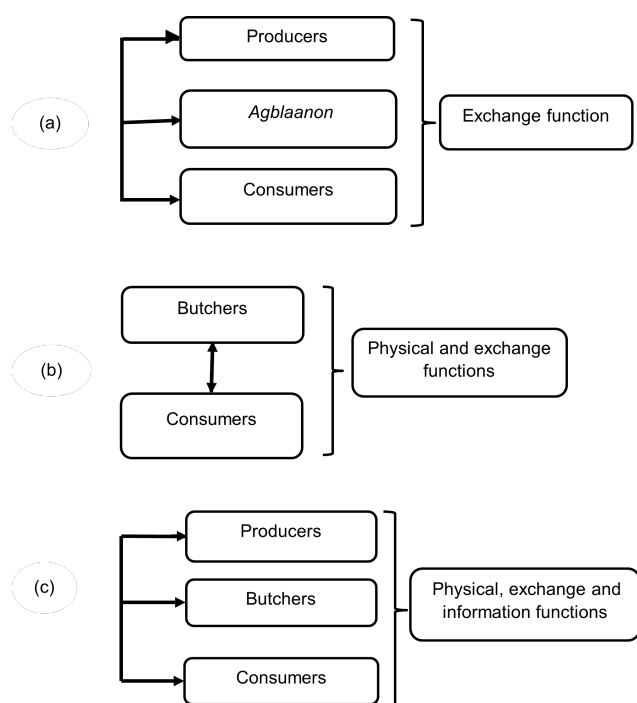 (a)
Producers
Agblaanon
Consumers
Exchange function
(b)
Butchers
Consumers
Physical and exchange
functions
(c)
Producers
Butchers
Consumers
Physical, exchange and
information functions